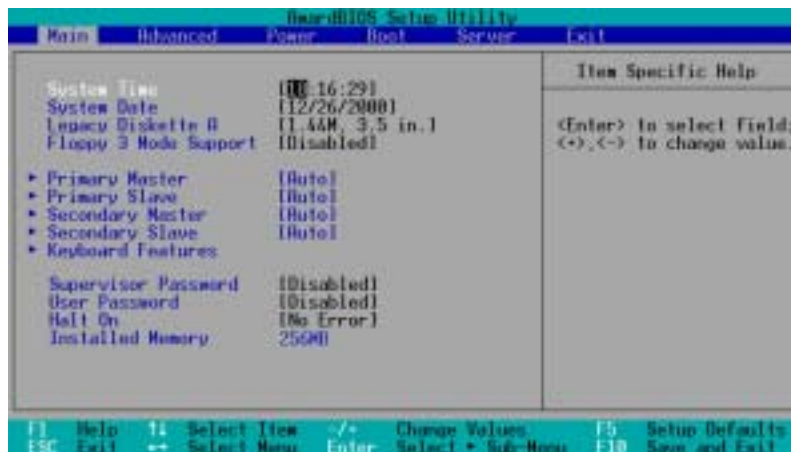 AwardBIOS Setup Utility
Main Advanced Power Boot Server Exit
Item Specific Help
System Time [10:16:29]
System Date [12/26/2000]
Legacy Diskette A [1.44M, 3.5 in.] <Enter> to select field;
Floppy 3 Mode Support [Disabled] <+>,<-> to change value.
Primary Master [Auto]
Primary Slave [Auto]
Secondary Master [Auto]
Secondary Slave [Auto]
Keyboard Features
Supervisor Password [Disabled]
User Password [Disabled]
Halt On [No Error]
Installed Memory 256MB
F1 Help ↑↓ Select Item -/+ Change Values F5 Setup Defaults
ESC Exit ↔ Select Menu Enter Select ▸ Sub-Menu F10 Save and Exit